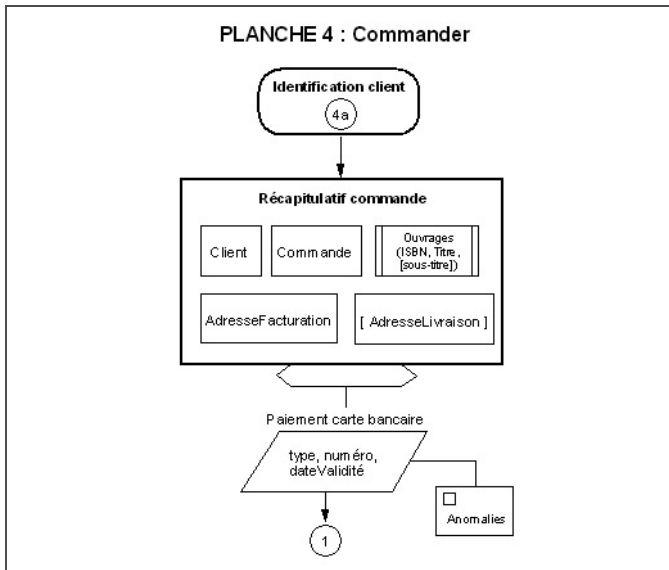 PLANCHE 4 : Commander
Identification client
4a
Récapitulatif commande
Client
Commande
Ouvrages
(ISBN, Titre,
[sous-titre])
AdresseFacturation
[ AdresseLivraison ]
Paiement carte bancaire
type, numéro,
dateValidité
Anomalies
1